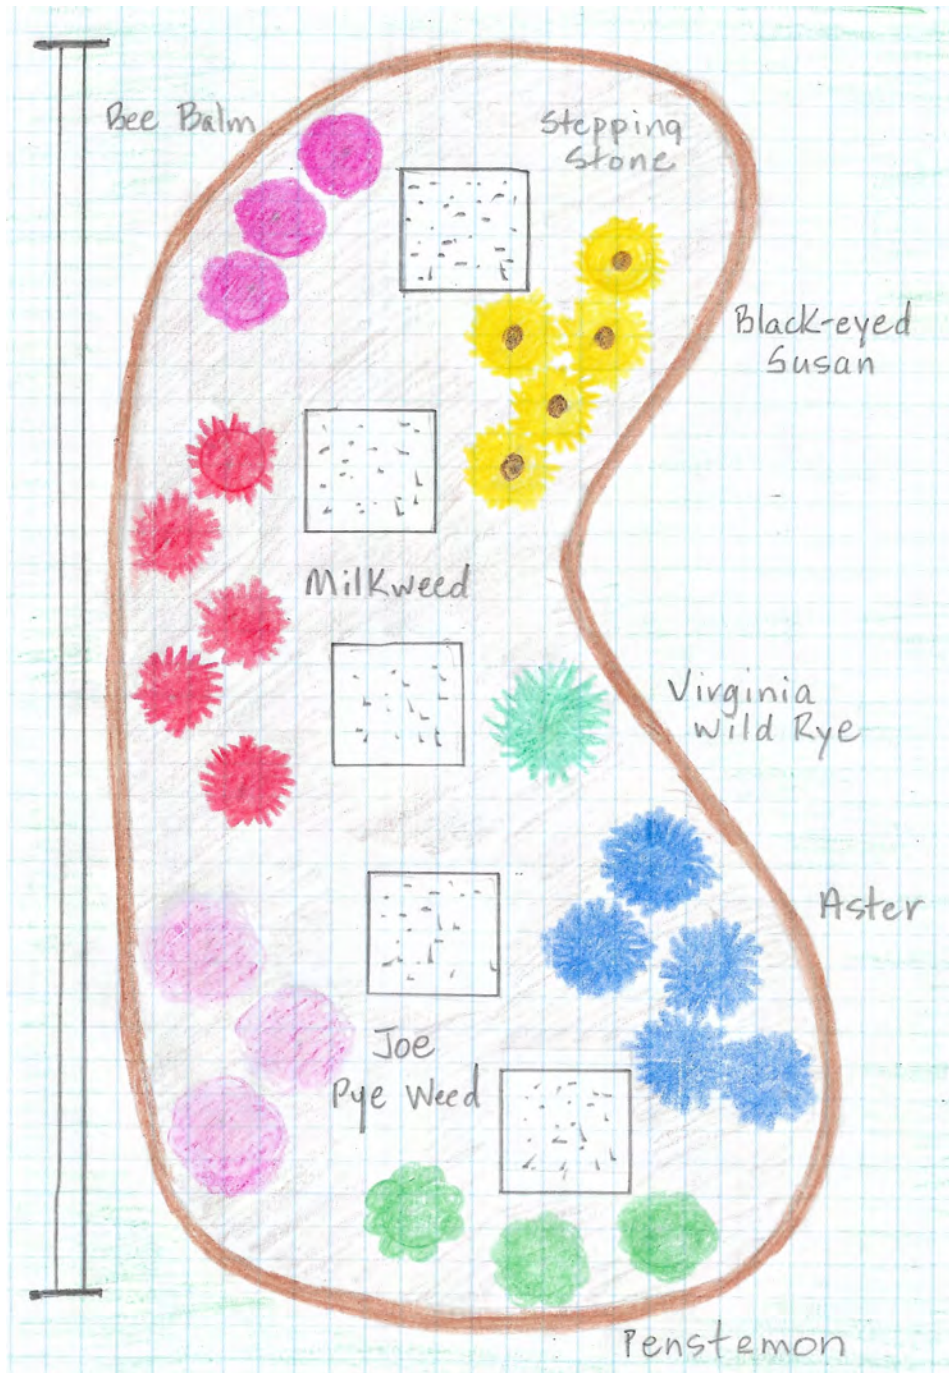 Bee Balm
Stepping
Stone
Black-eyed
Susan
Milkweed
Virginia
Wild Rye
Aster
Joe
Pye Weed
Penstemon